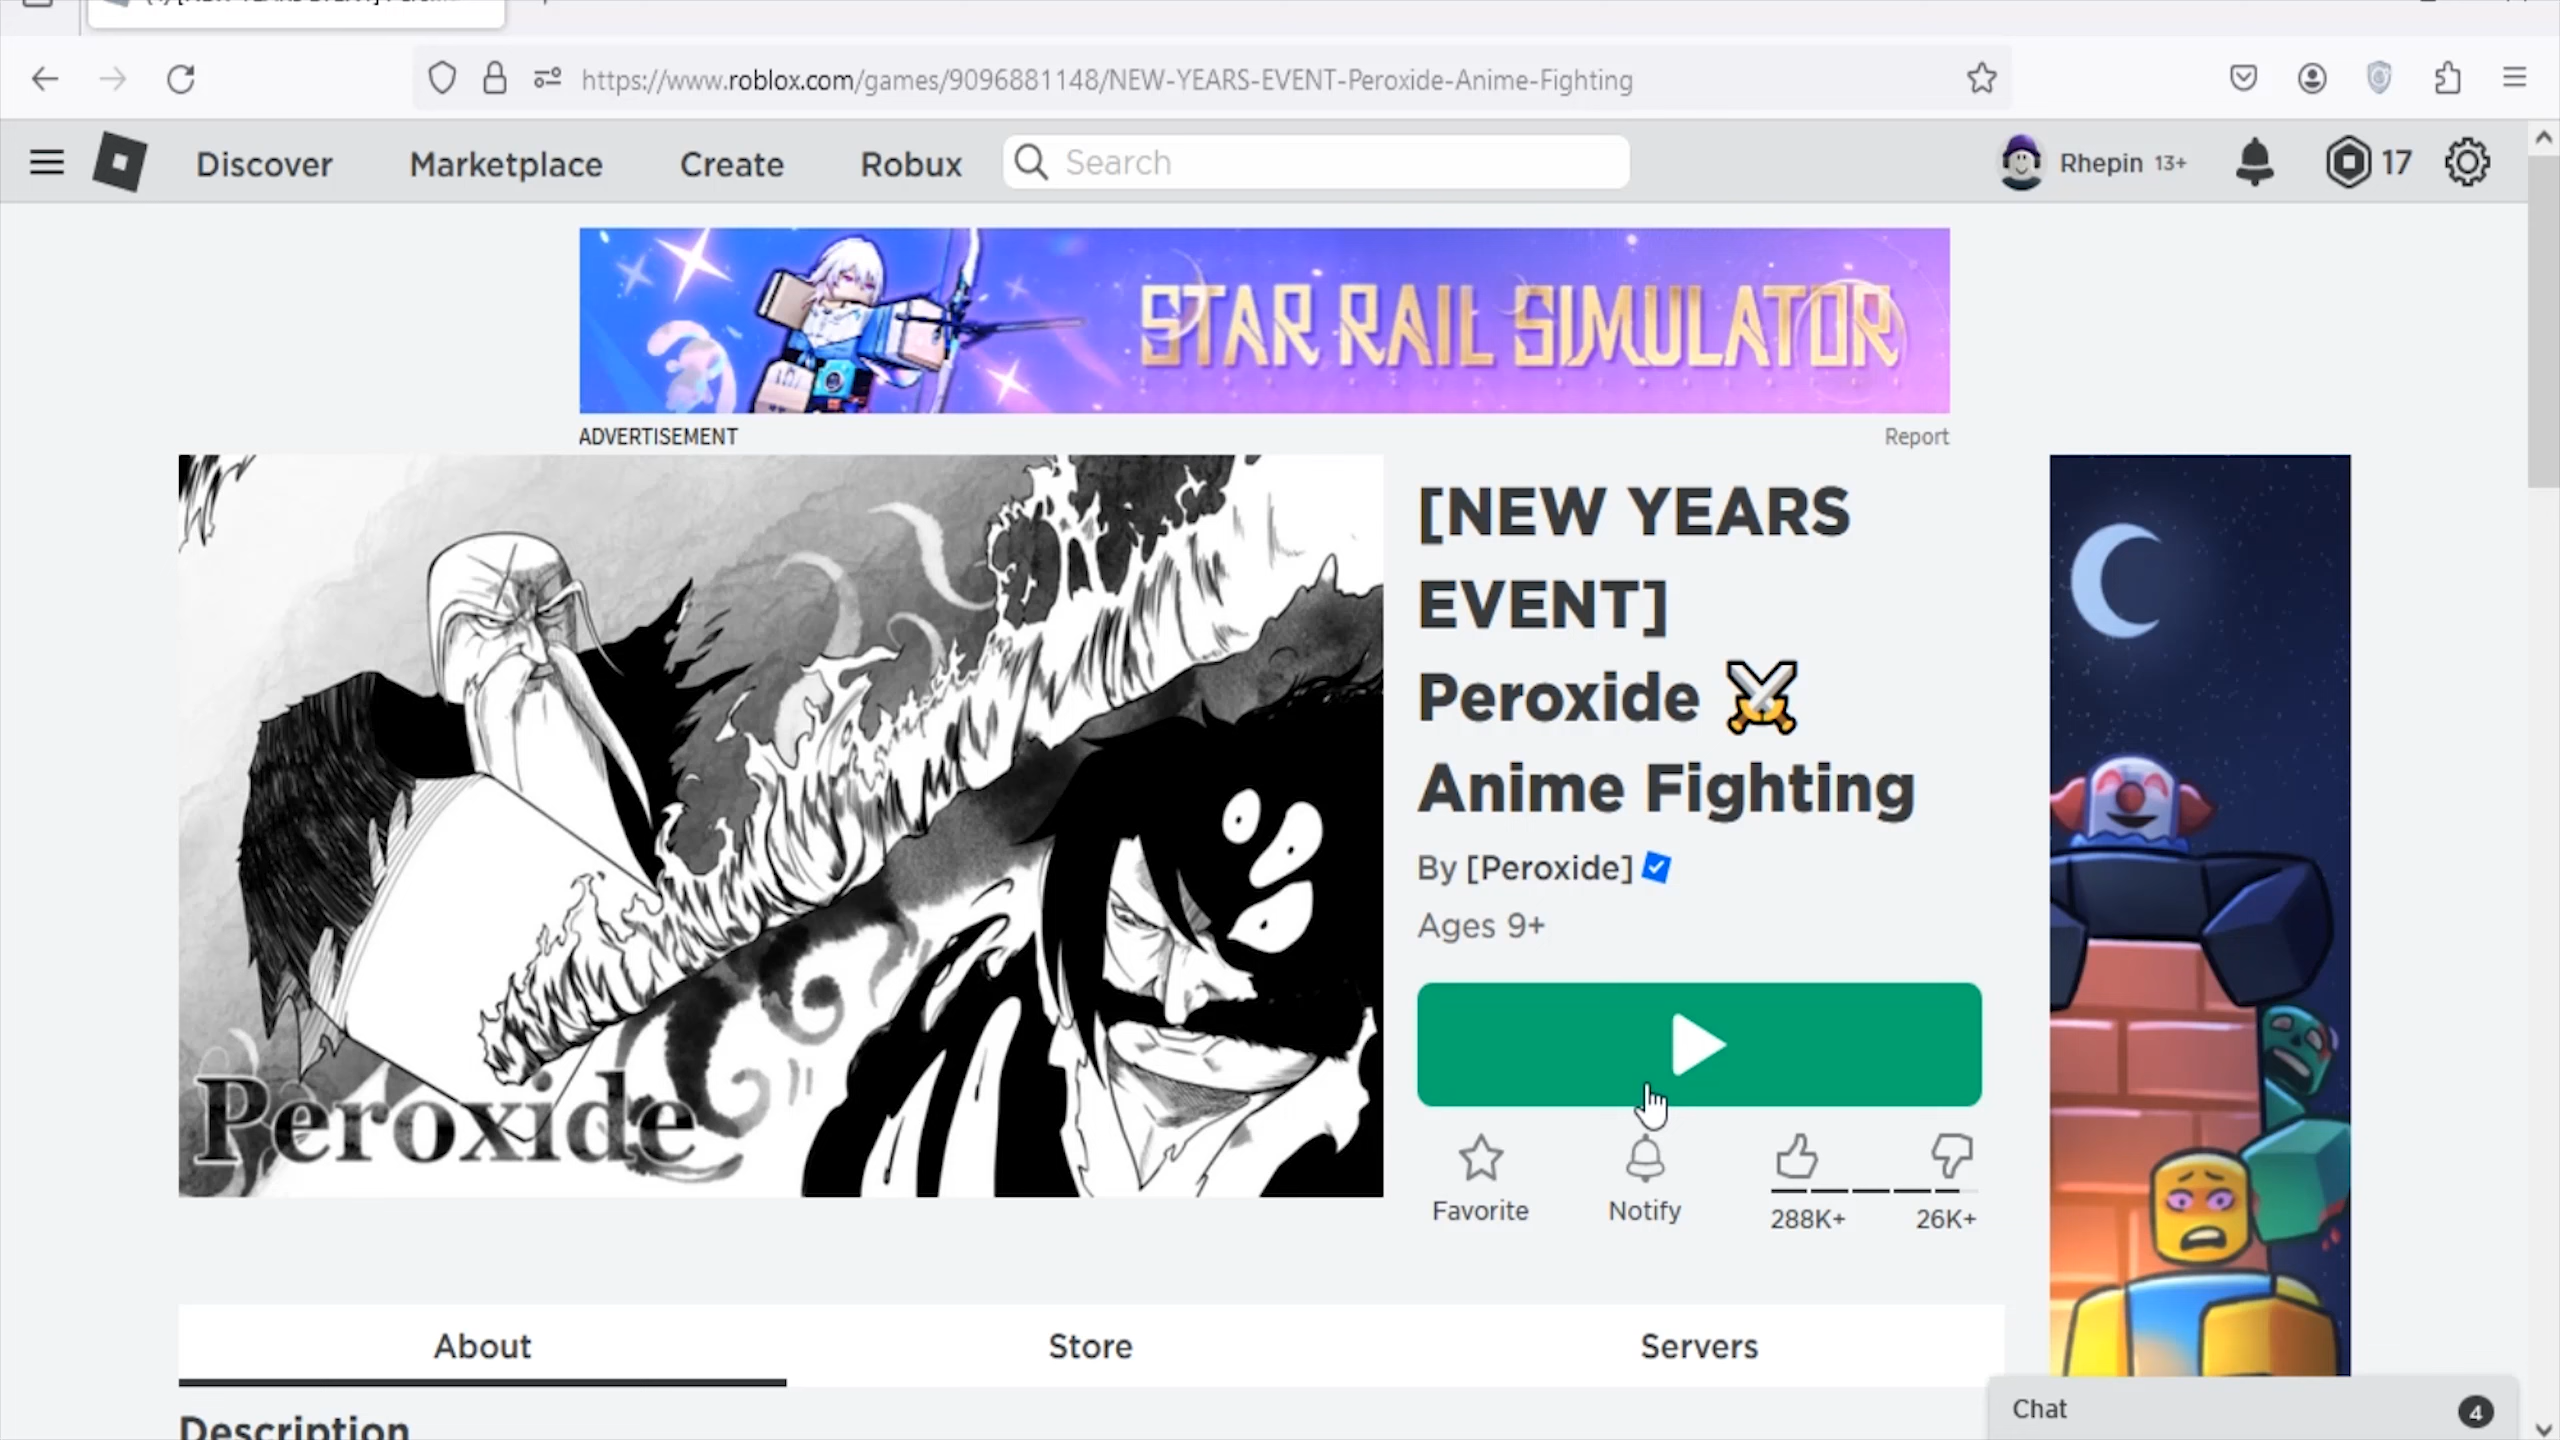 https://www.roblox.com/games/9096881148/NEW-YEARS-EVENT-Peroxide-Anime-Fighting
Discover
Marketplace
Create
Robux
Search
Rhepin 13+
17
STAR RAIL SIMULATOR
ADVERTISEMENT
Report
[NEW YEARS
EVENT]
Peroxide ⚔
Anime Fighting
By [Peroxide]
Ages 9+
Peroxide
Favorite
Notify
288K+
26K+
About
Store
Servers
Description
Chat
4